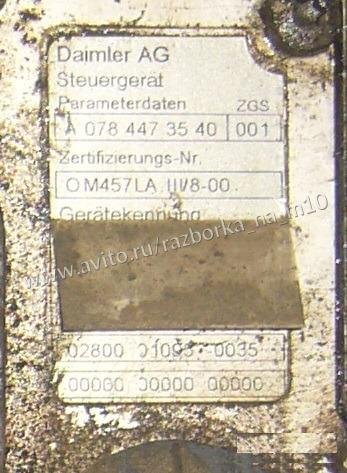 Daimler AG
Steuergerät
Parameterdaten ZGS
A 078 447 35 40 001
Zertifizierungs-Nr.
OM457LA III/8-00
Gerätekennung
www.avito.ru/razborka_na_m10
02800 01093 0035
00000 00000 00000